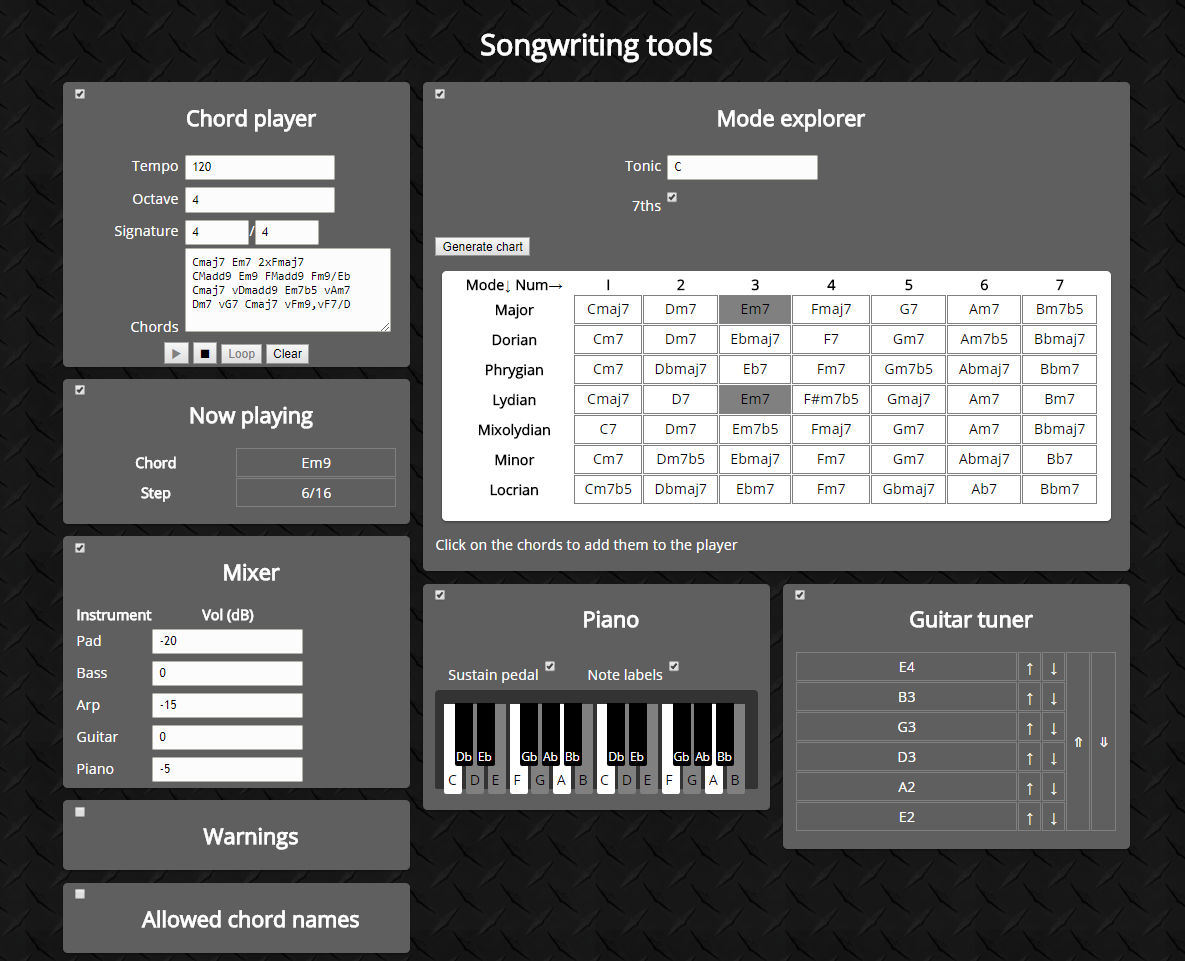 Songwriting tools
Chord player
Tempo 120
Octave 4
Signature 4 / 4
Cmaj7 Em7 2xFmaj7
CMadd9 Em9 FMadd9 Fm9/Eb
Cmaj7 vDmadd9 Em7b5 vAm7
Dm7 vG7 Cmaj7 vFm9,vF7/D
Chords
Loop Clear
Now playing
Chord Em9
Step 6/16
Mixer
Instrument Vol (dB)
Pad -20
Bass 0
Arp -15
Guitar 0
Piano -5
Warnings
Allowed chord names
Mode explorer
Tonic C
7ths
Generate chart
Mode↓ Num→ 1 2 3 4 5 6 7
Major Cmaj7 Dm7 Em7 Fmaj7 G7 Am7 Bm7b5
Dorian Cm7 Dm7 Ebmaj7 F7 Gm7 Am7b5 Bbmaj7
Phrygian Cm7 Dbmaj7 Eb7 Fm7 Gm7b5 Abmaj7 Bbm7
Lydian Cmaj7 D7 Em7 F#m7b5 Gmaj7 Am7 Bm7
Mixolydian C7 Dm7 Em7b5 Fmaj7 Gm7 Am7 Bbmaj7
Minor Cm7 Dm7b5 Ebmaj7 Fm7 Gm7 Abmaj7 Bb7
Locrian Cm7b5 Dbmaj7 Ebm7 Fm7 Gbmaj7 Ab7 Bbm7
Click on the chords to add them to the player
Piano
Sustain pedal Note labels
Db Eb Gb Ab Bb Db Eb Gb Ab Bb
C D E F G A B C D E F G A B
Guitar tuner
E4 ↑ ↓
B3 ↑ ↓
G3 ↑ ↓ ⇑ ⇓
D3 ↑ ↓
A2 ↑ ↓
E2 ↑ ↓